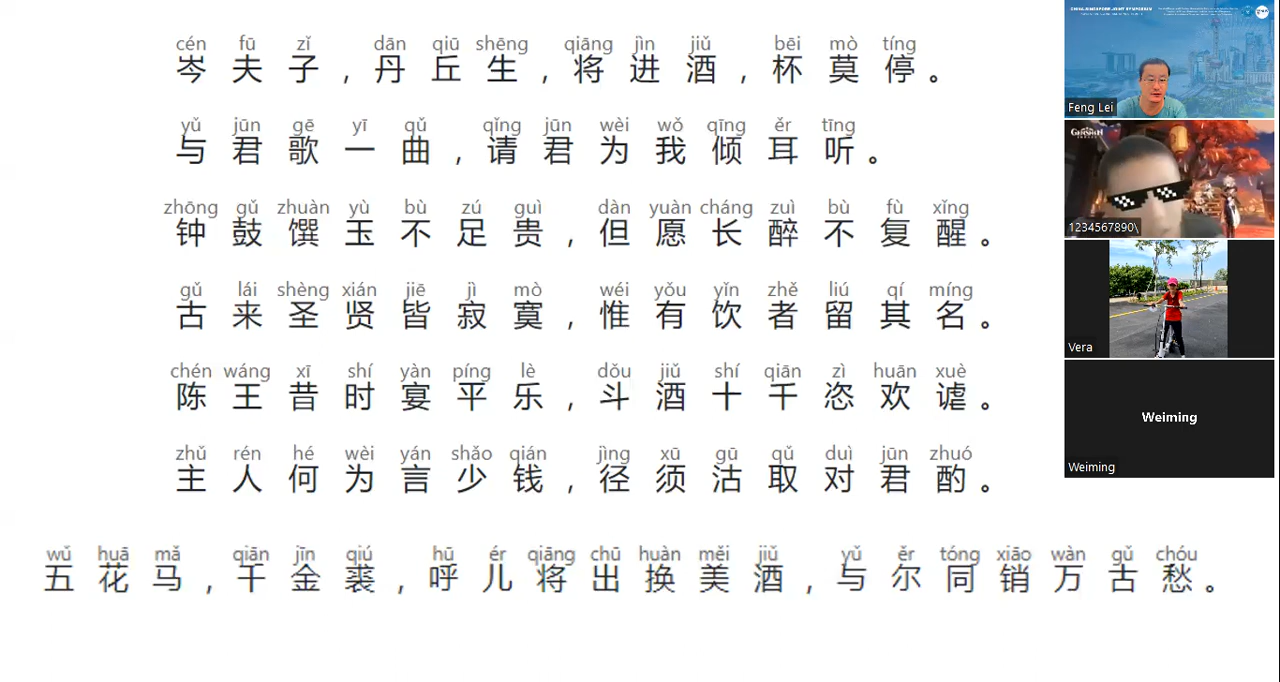 cén fū zǐ dān qiū shēng qiāng jìn jiǔ bēi mò tíng
岑夫子，丹丘生，将进酒，杯莫停。
yǔ jūn gē yī qǔ qǐng jūn wèi wǒ qīng ěr tīng
与君歌一曲，请君为我倾耳听。
zhōng gǔ zhuàn yù bù zú guì dàn yuàn cháng zuì bù fù xǐng
钟鼓馔玉不足贵，但愿长醉不复醒。
gǔ lái shèng xián jiē jì mò wéi yǒu yǐn zhě liú qí míng
古来圣贤皆寂寞，惟有饮者留其名。
chén wáng xī shí yàn píng lè dǒu jiǔ shí qiān zì huān xuè
陈王昔时宴平乐，斗酒十千恣欢谑。
zhǔ rén hé wèi yán shǎo qián jìng xū gū qǔ duì jūn zhuó
主人何为言少钱，径须沽取对君酌。
wǔ huā mǎ qiān jīn qiú hū ér qiāng chū huàn měi jiǔ yǔ ěr tóng xiāo wàn gǔ chóu
五花马，千金裘，呼儿将出换美酒，与尔同销万古愁。
CHINA-SINGAPORE JOINT SYMPOSIUM
Feng Lei
GENSHIN
1234567890\
Vera
Weiming
Weiming